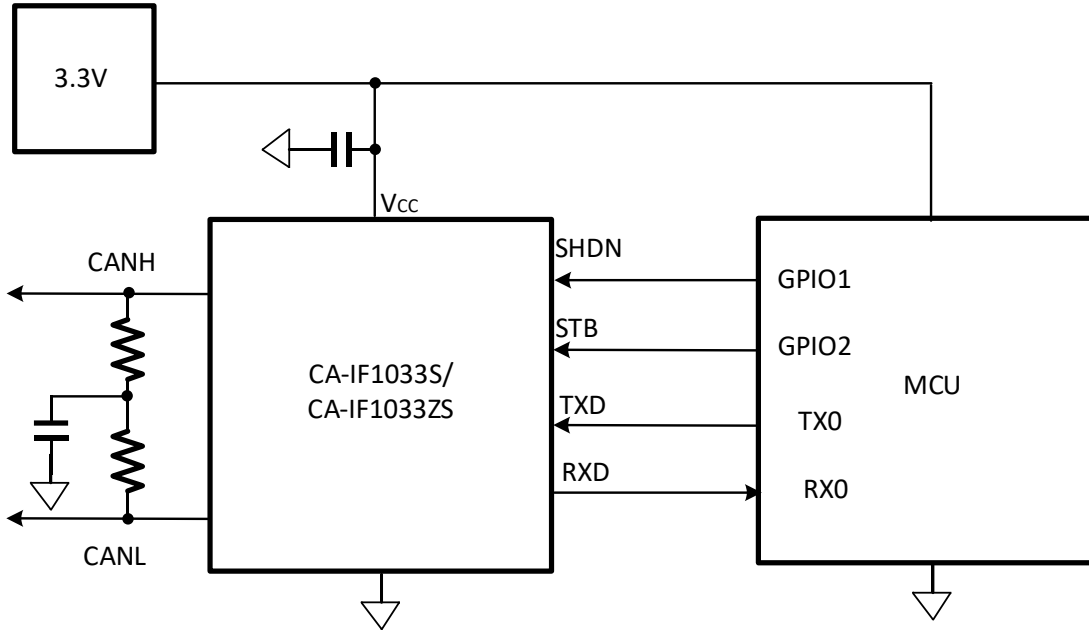 3.3V
VCC
CANH
SHDN
GPIO1
STB
GPIO2
CA-IF1033S/
CA-IF1033ZS
MCU
TXD
TX0
RXD
RX0
CANL